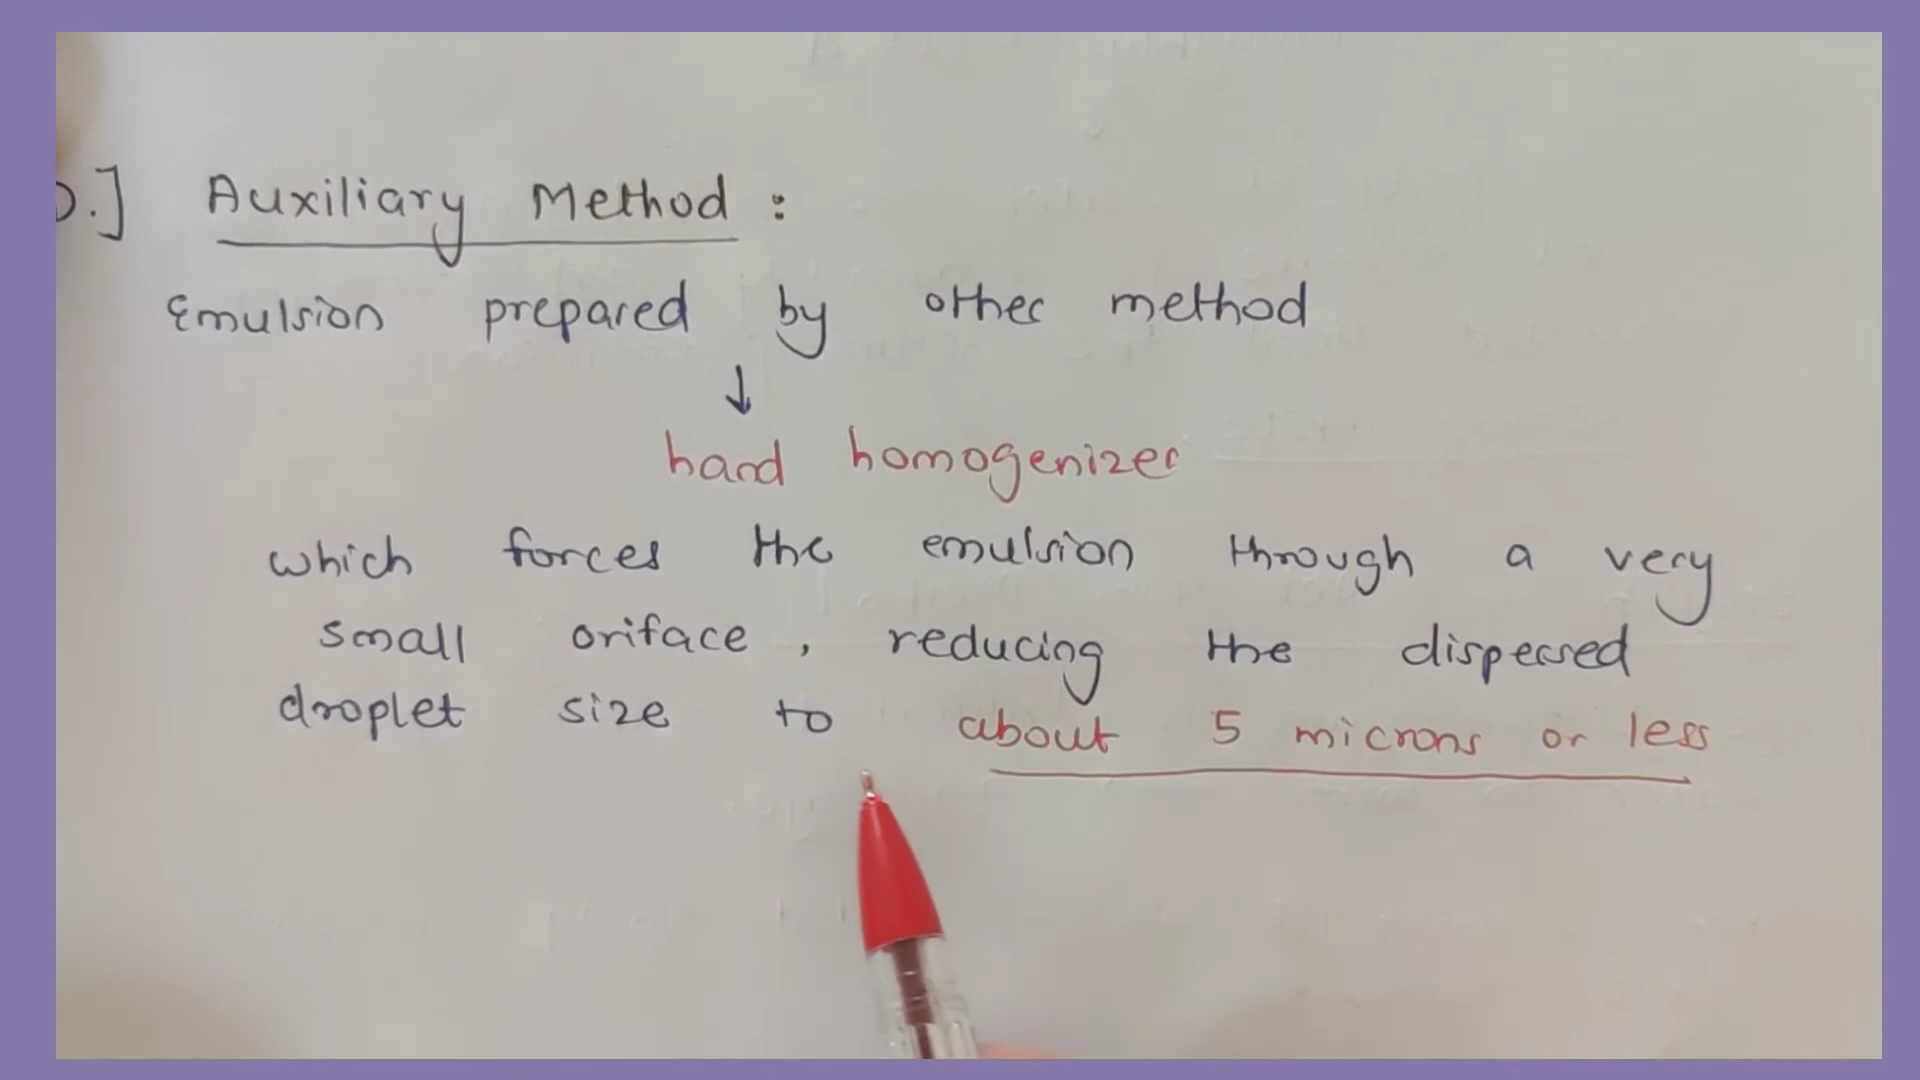 D.] Auxiliary Method :
Emulsion prepared by other method
↓
hand homogenizer
which forces the emulsion through a very
small oriface , reducing the dispersed
droplet size to about 5 microns or less